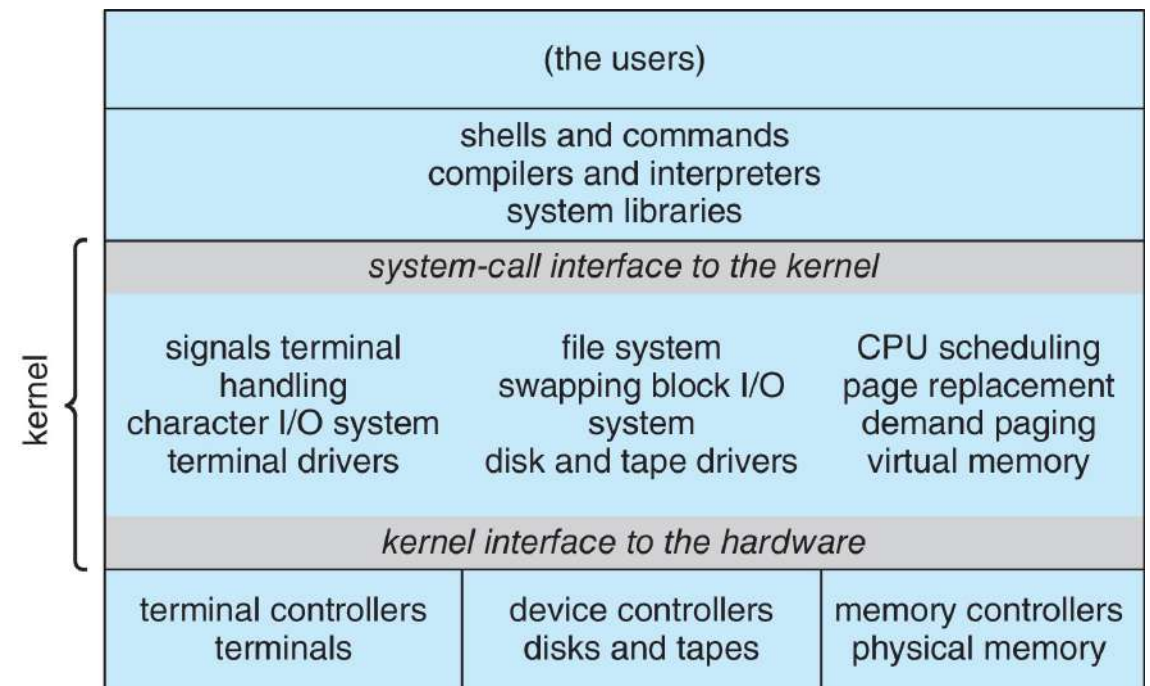 (the users)
shells and commands
compilers and interpreters
system libraries
kernel
system-call interface to the kernel
signals terminal
handling
character I/O system
terminal drivers
file system
swapping block I/O
system
disk and tape drivers
CPU scheduling
page replacement
demand paging
virtual memory
kernel interface to the hardware
terminal controllers
terminals
device controllers
disks and tapes
memory controllers
physical memory